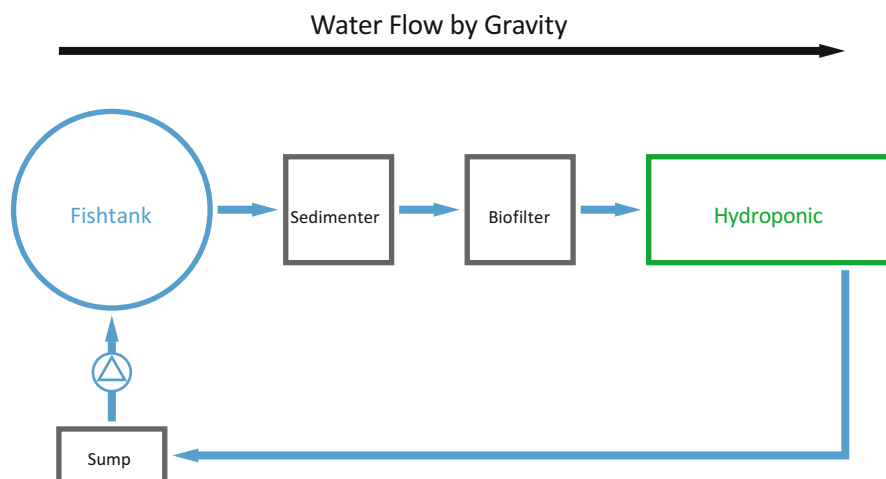 Water Flow by Gravity
Fishtank
Sedimenter
Biofilter
Hydroponic
Sump